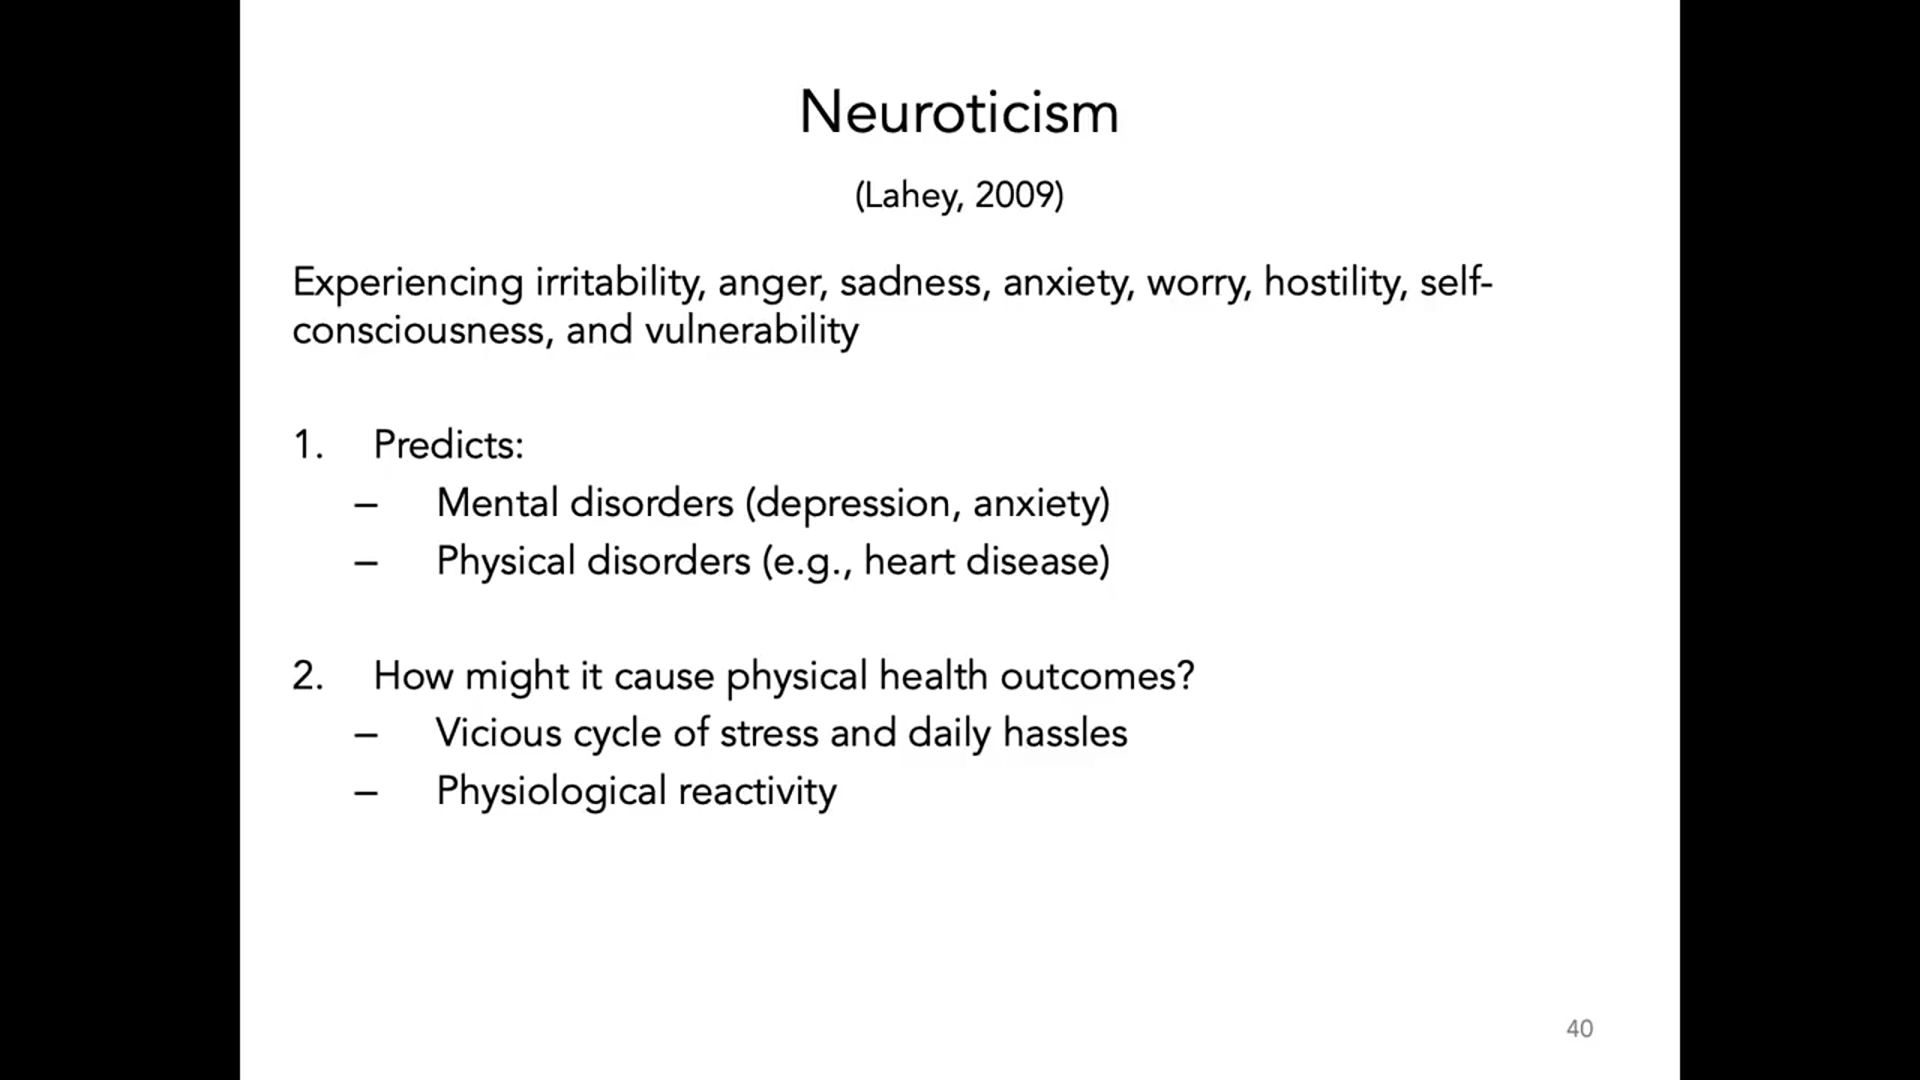 Neuroticism
(Lahey, 2009)
Experiencing irritability, anger, sadness, anxiety, worry, hostility, self-
consciousness, and vulnerability
1. Predicts:
– Mental disorders (depression, anxiety)
– Physical disorders (e.g., heart disease)
2. How might it cause physical health outcomes?
– Vicious cycle of stress and daily hassles
– Physiological reactivity
40